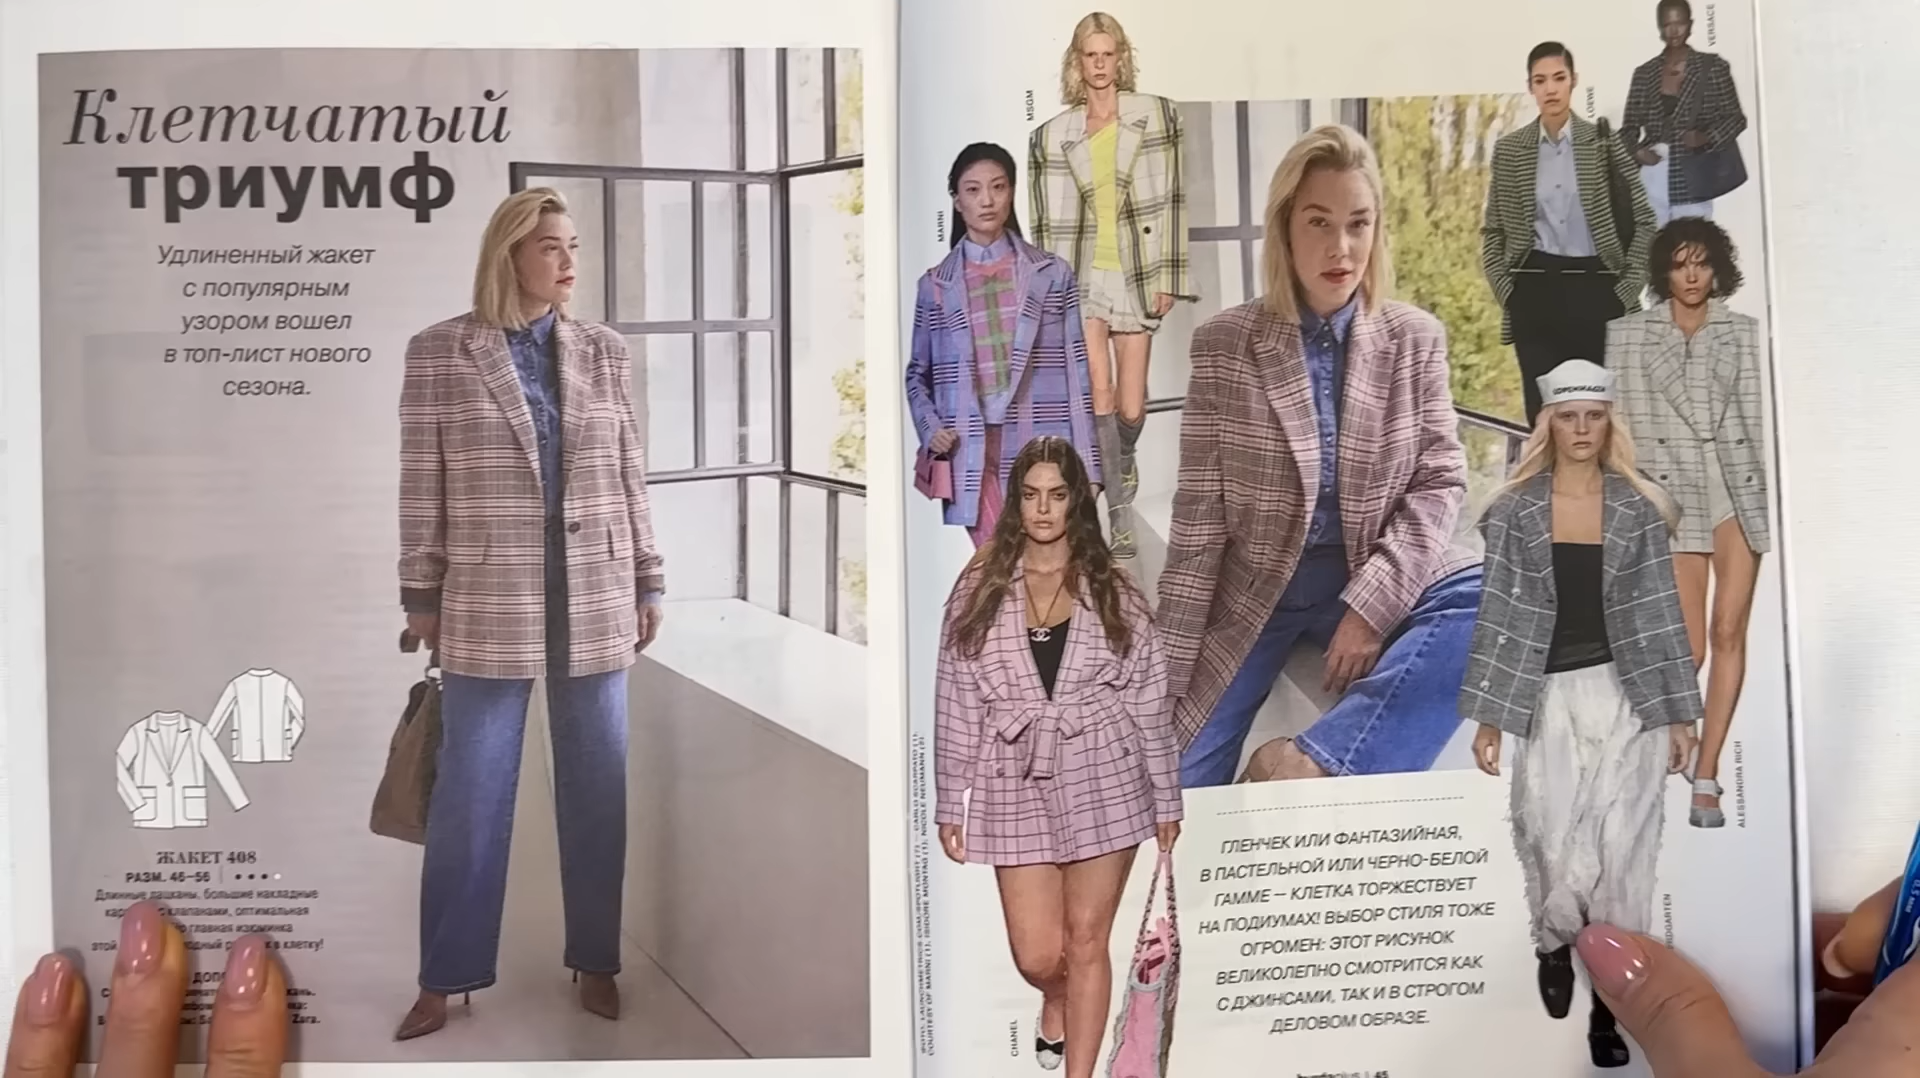 Клетчатый
триумф
Удлиненный жакет
с популярным
узором вошел
в топ-лист нового
сезона.
ЖАКЕТ 408
РАЗМ. 46–56
Длинные лацканы, большие накладные
клапанами, оптимальная
главная изюминка
этой в клетку!
Zara.
MARNI
MSGM
LOEWE
VERSACE
COPENHAGEN
CHANEL
ALESSANDRA RICH
ГЛЕНЧЕК ИЛИ ФАНТАЗИЙНАЯ,
В ПАСТЕЛЬНОЙ ИЛИ ЧЕРНО-БЕЛОЙ
ГАММЕ — КЛЕТКА ТОРЖЕСТВУЕТ
НА ПОДИУМАХ! ВЫБОР СТИЛЯ ТОЖЕ
ОГРОМЕН: ЭТОТ РИСУНОК
ВЕЛИКОЛЕПНО СМОТРИТСЯ КАК
С ДЖИНСАМИ, ТАК И В СТРОГОМ
ДЕЛОВОМ ОБРАЗЕ.
45